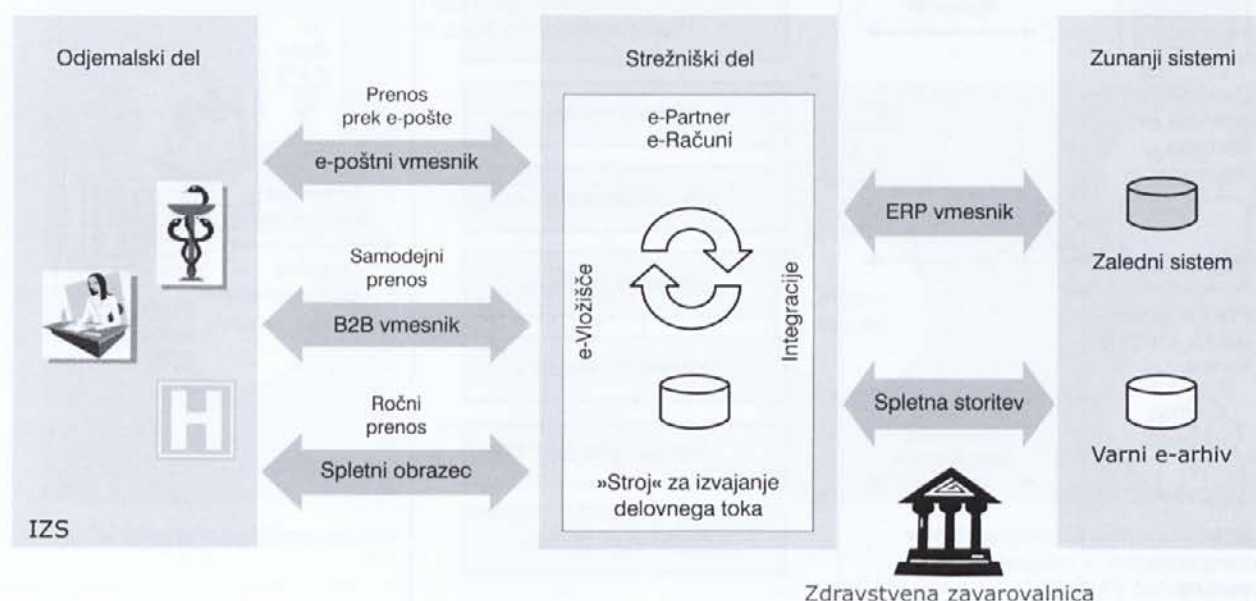 Odjemalski del
Strežniški del
Zunanji sistemi
Prenos
prek e-pošte
e-poštni vmesnik
Samodejni
prenos
B2B vmesnik
Ročni
prenos
Spletni obrazec
H
IZS
e-Partner
e-Računi
e-Vložišče
Integracije
»Stroj« za izvajanje
delovnega toka
ERP vmesnik
Spletna storitev
Zaledni sistem
Varni e-arhiv
Zdravstvena zavarovalnica